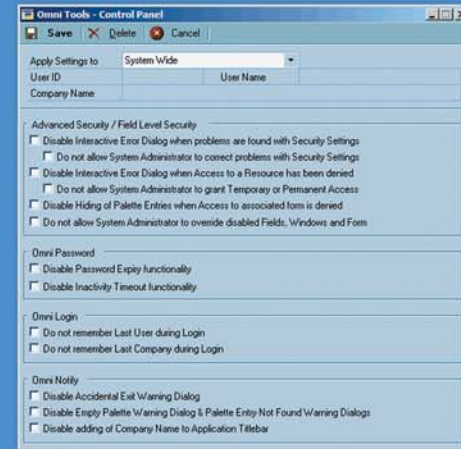 Omni Tools - Control Panel
Save Delete Cancel
Apply Settings to System Wide
User ID User Name
Company Name
Advanced Security / Field Level Security
Disable Interactive Error Dialog when problems are found with Security Settings
Do not allow System Administrator to correct problems with Security Settings
Disable Interactive Error Dialog when Access to a Resource has been denied
Do not allow System Administrator to grant Temporary or Permanent Access
Disable Hiding of Palette Entries when Access to associated form is denied
Do not allow System Administrator to override disabled Fields, Windows and Form
Omni Password
Disable Password Expiry functionality
Disable Inactivity Timeout functionality
Omni Login
Do not remember Last User during Login
Do not remember Last Company during Login
Omni Notify
Disable Accidental Exit Warning Dialog
Disable Empty Palette Warning Dialog & Palette Entry Not Found Warning Dialogs
Disable adding of Company Name to Application Titlebar